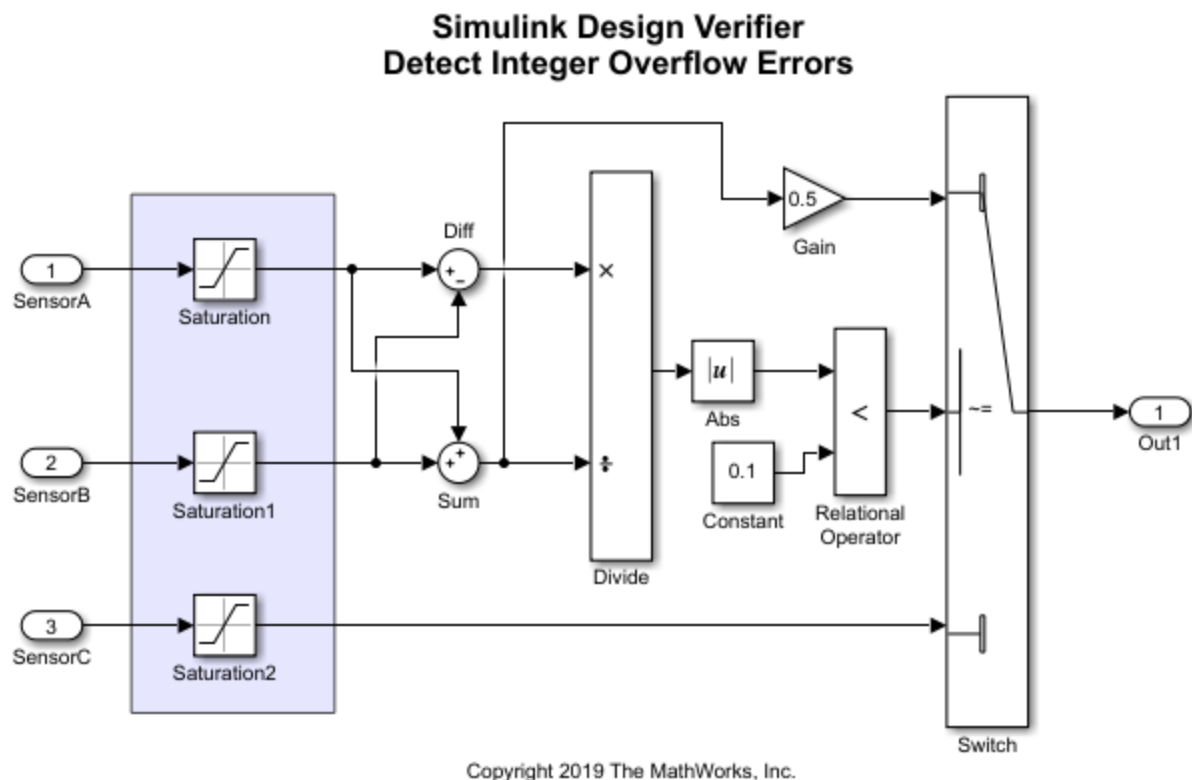 Simulink Design Verifier
Detect Integer Overflow Errors
Diff
+
−
×
0.5
Gain
1
SensorA
Saturation
|u|
Abs
<
~=
1
Out1
2
SensorB
Saturation1
+
+
Sum
÷
0.1
Constant
Relational
Operator
Divide
3
SensorC
Saturation2
Switch
Copyright 2019 The MathWorks, Inc.